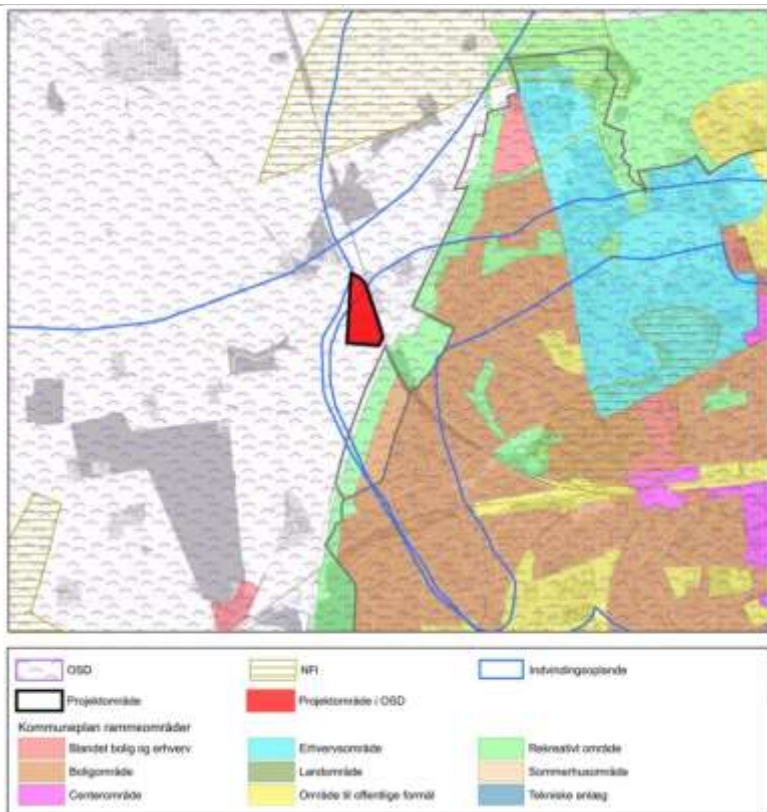 OSD
NFI
Indvindingsoplande
Projektområde
Projektområde i OSD
Kommuneplan rammeområder
Blandet bolig og erhverv
Erhvervsområde
Rekreativt område
Boligområde
Landområde
Sommerhusområde
Centerområde
Område til offentlige formål
Tekniske anlæg